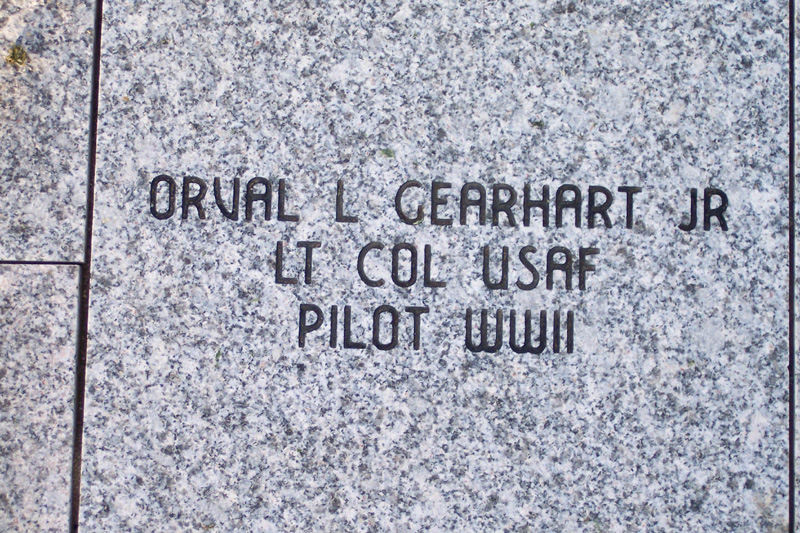 ORVAL L GEARHART JR
LT COL USAF
PILOT WWII